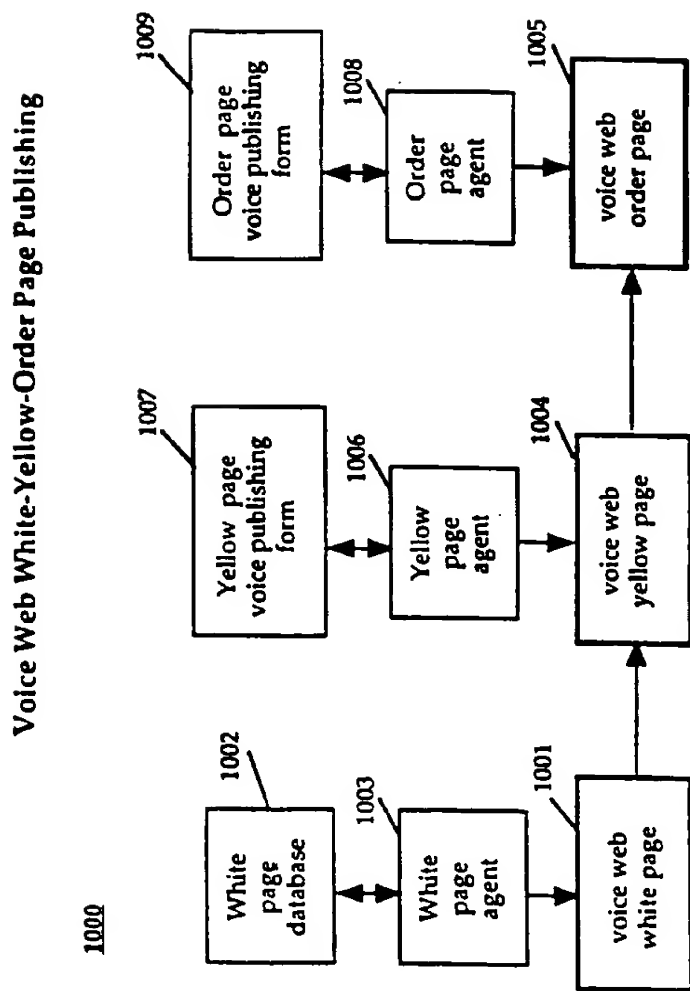 Voice Web White-Yellow-Order Page Publishing
1000
1002
White
page
database
1003
White
page
agent
1001
voice web
white page
1007
Yellow page
voice publishing
form
1006
Yellow
page
agent
1004
voice web
yellow page
1009
Order page
voice publishing
form
1008
Order
page
agent
1005
voice web
order page